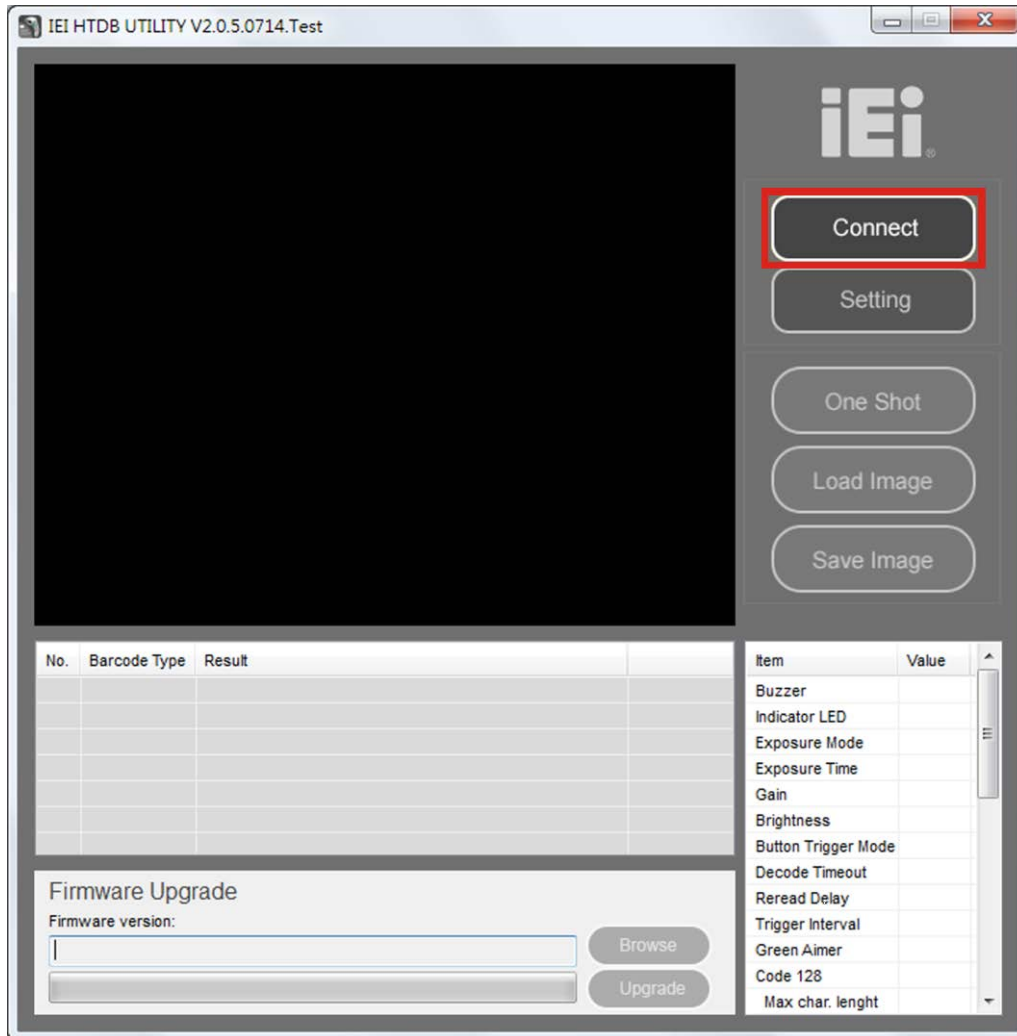 IEI HTDB UTILITY V2.0.5.0714.Test
iEi®
Connect
Setting
One Shot
Load Image
Save Image
No. Barcode Type Result
Item Value
Buzzer
Indicator LED
Exposure Mode
Exposure Time
Gain
Brightness
Button Trigger Mode
Decode Timeout
Reread Delay
Trigger Interval
Green Aimer
Code 128
Max char. lenght
Firmware Upgrade
Firmware version:
Browse
Upgrade